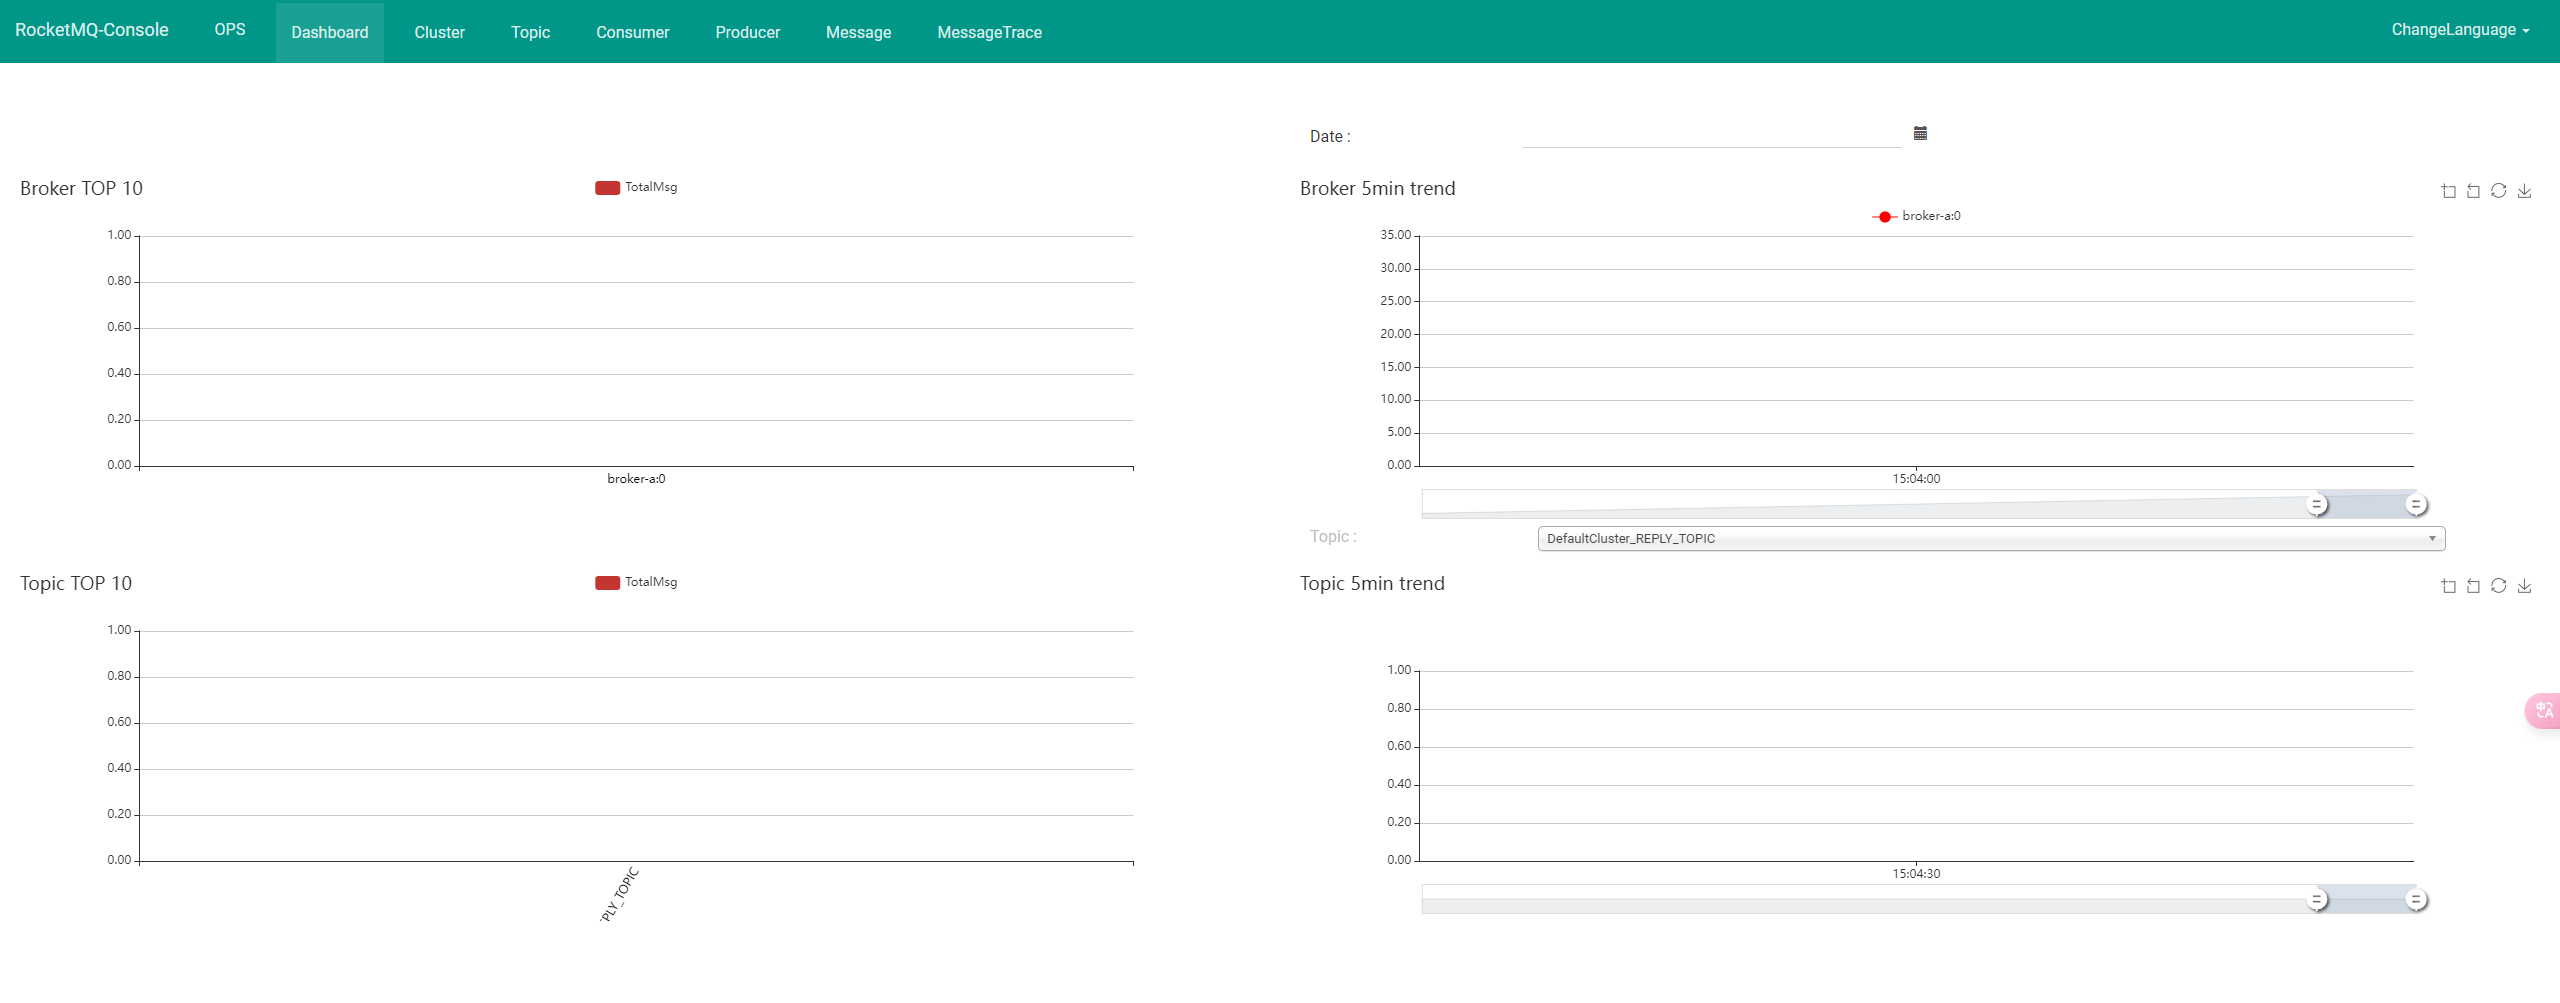 RocketMQ-Console OPS Dashboard Cluster Topic Consumer Producer Message MessageTrace ChangeLanguage
Date :
Broker TOP 10
TotalMsg
1.00
0.80
0.60
0.40
0.20
0.00
broker-a:0
Broker 5min trend
broker-a:0
35.00
30.00
25.00
20.00
15.00
10.00
5.00
0.00
15:04:00
Topic :
DefaultCluster_REPLY_TOPIC
Topic TOP 10
TotalMsg
1.00
0.80
0.60
0.40
0.20
0.00
PLY_TOPIC
Topic 5min trend
1.00
0.80
0.60
0.40
0.20
0.00
15:04:30